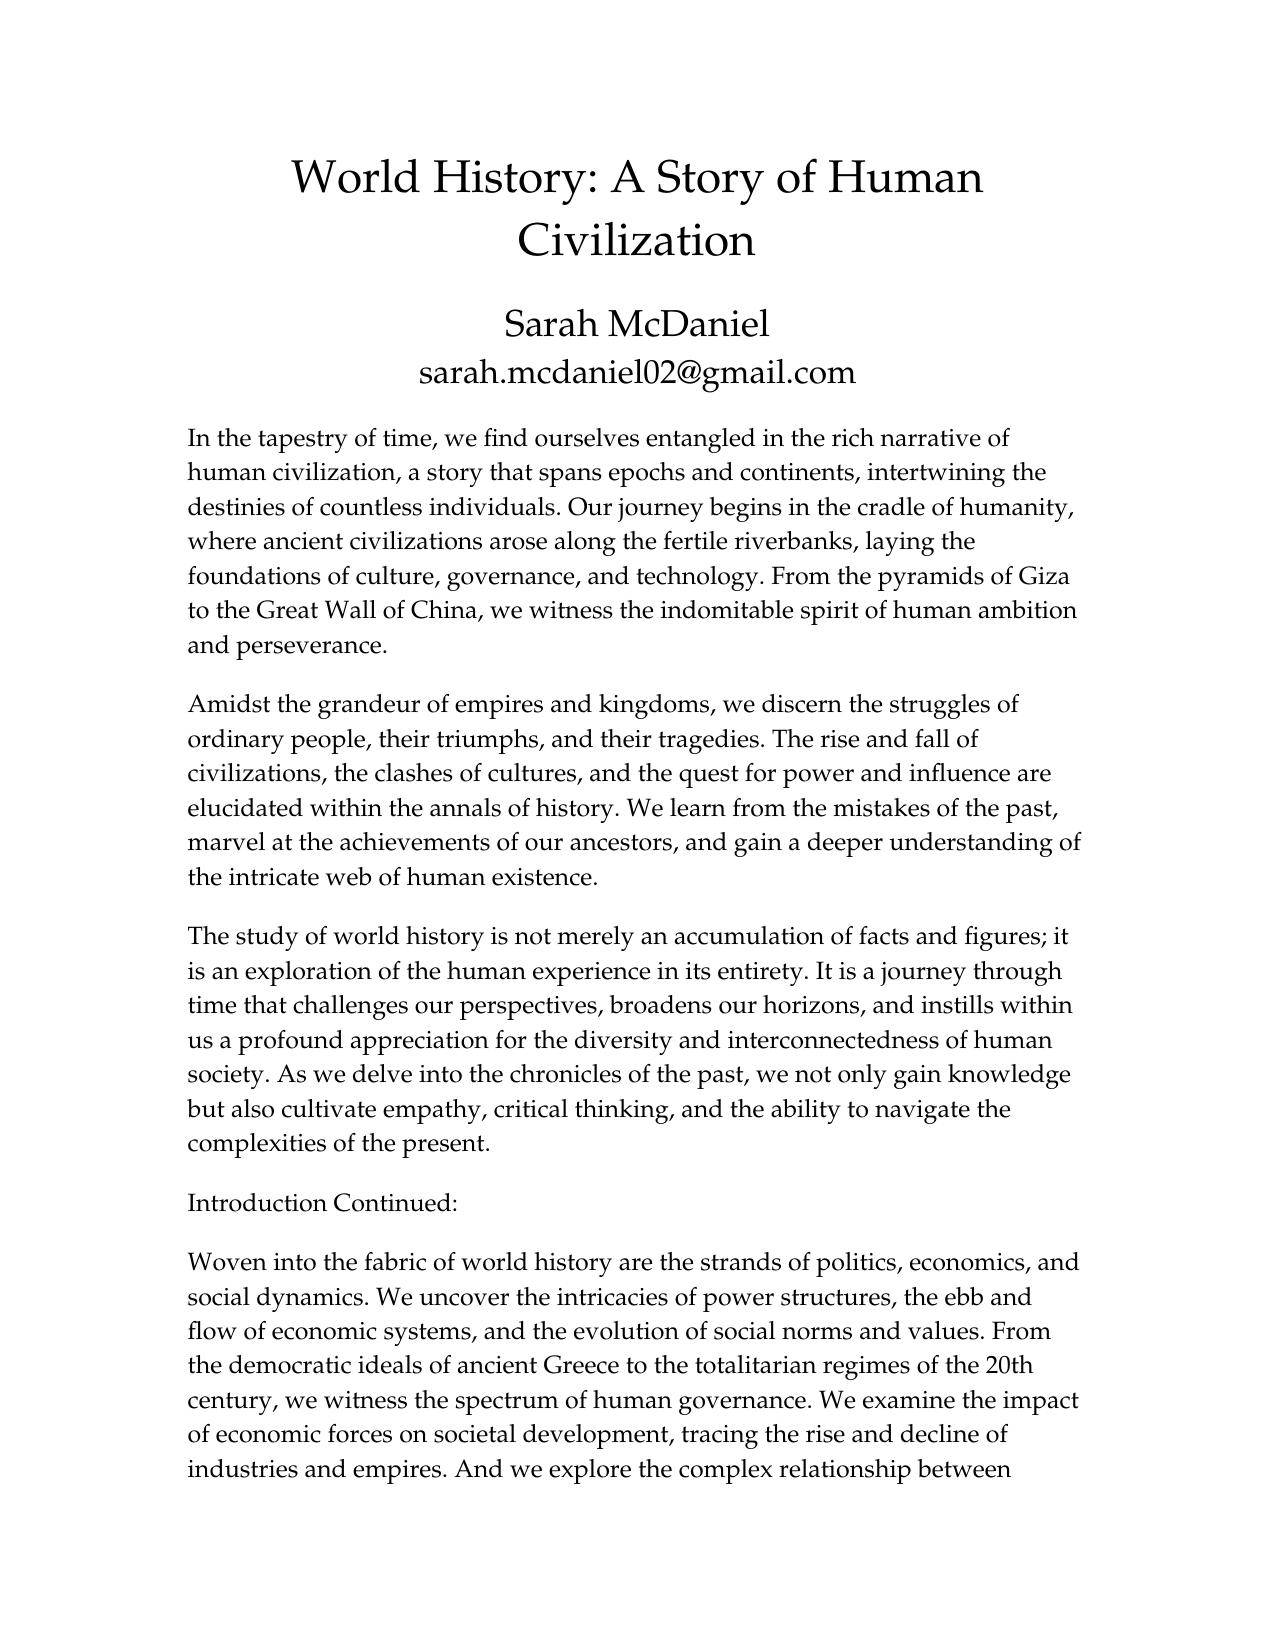 World History: A Story of Human
Civilization
Sarah McDaniel
sarah.mcdaniel02@gmail.com
In the tapestry of time, we find ourselves entangled in the rich narrative of
human civilization, a story that spans epochs and continents, intertwining the
destinies of countless individuals. Our journey begins in the cradle of humanity,
where ancient civilizations arose along the fertile riverbanks, laying the
foundations of culture, governance, and technology. From the pyramids of Giza
to the Great Wall of China, we witness the indomitable spirit of human ambition
and perseverance.
Amidst the grandeur of empires and kingdoms, we discern the struggles of
ordinary people, their triumphs, and their tragedies. The rise and fall of
civilizations, the clashes of cultures, and the quest for power and influence are
elucidated within the annals of history. We learn from the mistakes of the past,
marvel at the achievements of our ancestors, and gain a deeper understanding of
the intricate web of human existence.
The study of world history is not merely an accumulation of facts and figures; it
is an exploration of the human experience in its entirety. It is a journey through
time that challenges our perspectives, broadens our horizons, and instills within
us a profound appreciation for the diversity and interconnectedness of human
society. As we delve into the chronicles of the past, we not only gain knowledge
but also cultivate empathy, critical thinking, and the ability to navigate the
complexities of the present.
Introduction Continued:
Woven into the fabric of world history are the strands of politics, economics, and
social dynamics. We uncover the intricacies of power structures, the ebb and
flow of economic systems, and the evolution of social norms and values. From
the democratic ideals of ancient Greece to the totalitarian regimes of the 20th
century, we witness the spectrum of human governance. We examine the impact
of economic forces on societal development, tracing the rise and decline of
industries and empires. And we explore the complex relationship between